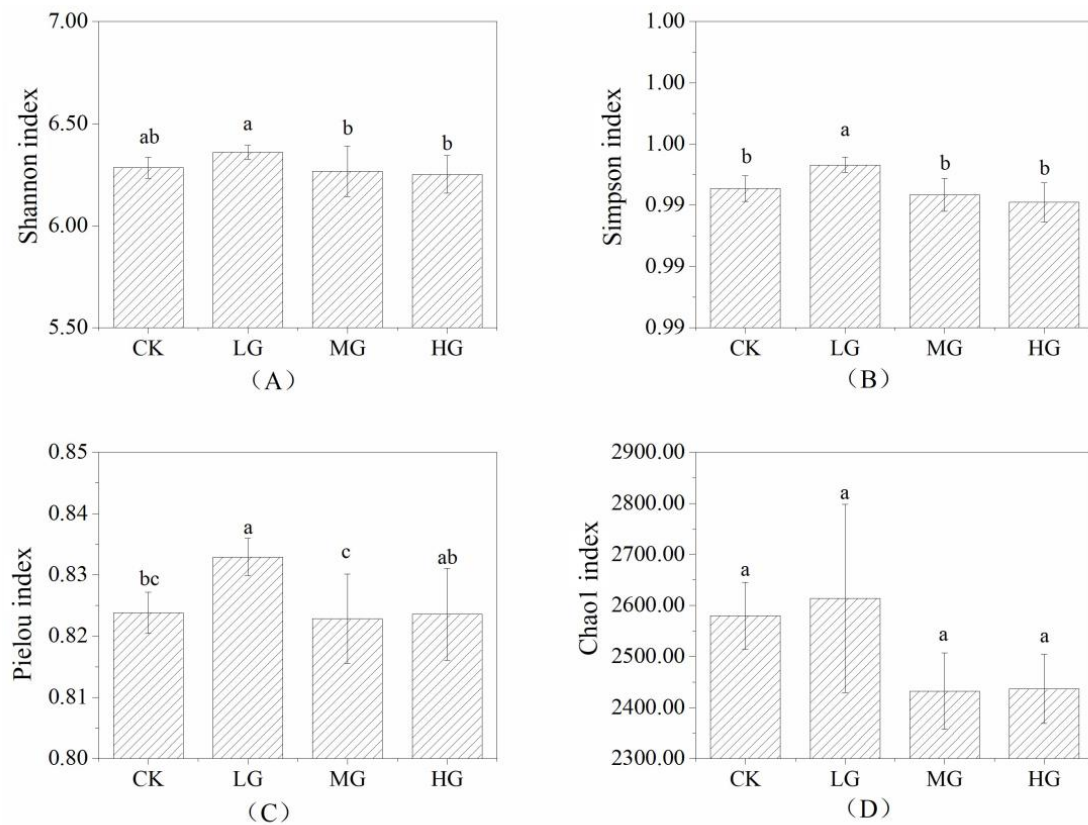 Shannon index
7.00
6.50
6.00
5.50
ab
a
b
b
CK LG MG HG
（A）
Simpson index
1.00
1.00
1.00
0.99
0.99
0.99
b
a
b
b
CK LG MG HG
（B）
Pielou index
0.85
0.84
0.83
0.82
0.81
0.80
bc
a
c
ab
CK LG MG HG
（C）
Chao1 index
2900.00
2800.00
2700.00
2600.00
2500.00
2400.00
2300.00
a
a
a
a
CK LG MG HG
（D）